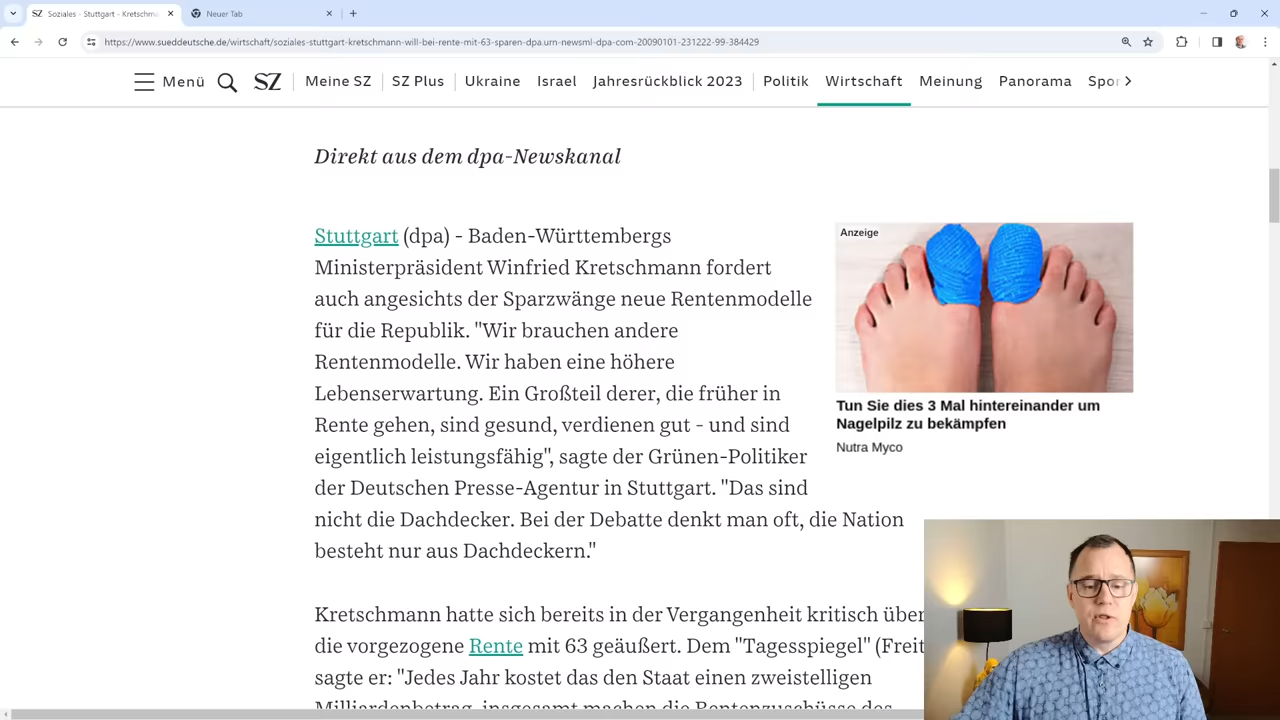 Soziales - Stuttgart - Kretschma
Neuer Tab
https://www.sueddeutsche.de/wirtschaft/soziales-stuttgart-kretschmann-will-bei-rente-mit-63-sparen-dpa.urn-newsml-dpa-com-20090101-231222-99-384429
Menü SZ Meine SZ SZ Plus Ukraine Israel Jahresrückblick 2023 Politik Wirtschaft Meinung Panorama Spor
Direkt aus dem dpa-Newskanal
Stuttgart (dpa) - Baden-Württembergs
Ministerpräsident Winfried Kretschmann fordert
auch angesichts der Sparzwänge neue Rentenmodelle
für die Republik. "Wir brauchen andere
Rentenmodelle. Wir haben eine höhere
Lebenserwartung. Ein Großteil derer, die früher in
Rente gehen, sind gesund, verdienen gut - und sind
eigentlich leistungsfähig", sagte der Grünen-Politiker
der Deutschen Presse-Agentur in Stuttgart. "Das sind
nicht die Dachdecker. Bei der Debatte denkt man oft, die Nation
besteht nur aus Dachdeckern."
Anzeige
Tun Sie dies 3 Mal hintereinander um
Nagelpilz zu bekämpfen
Nutra Myco
Kretschmann hatte sich bereits in der Vergangenheit kritisch über
die vorgezogene Rente mit 63 geäußert. Dem "Tagesspiegel" (Freit
sagte er: "Jedes Jahr kostet das den Staat einen zweistelligen
Milliardenbetrag, insgesamt machen die Rentenzuschüsse des